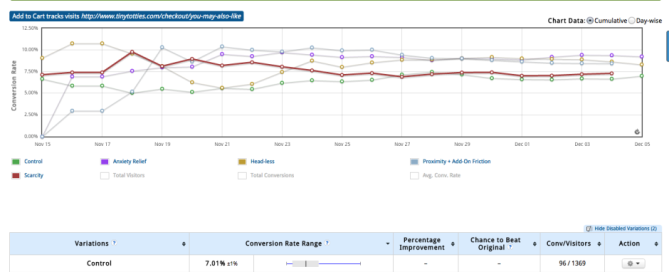 Add to Cart tracks visits http://www.tinytotties.com/checkout/you-may-also-like
Chart Data: Cumulative Day-wise
12.50%
10.00%
7.50%
5.00%
2.50%
0.00%
Conversion Rate
Nov 15 Nov 17 Nov 19 Nov 21 Nov 23 Nov 25 Nov 27 Nov 29 Dec 01 Dec 03 Dec 05
Control Anxiety Relief Head-less Proximity + Add-On Friction
Scarcity Total Visitors Total Conversions Avg. Conv. Rate
Hide Disabled Variations (2)
Variations ? Conversion Rate Range ? Percentage Improvement Chance to Beat Original ? Conv/Visitors Action
Control 7.01% ±1% – – 96 / 1369